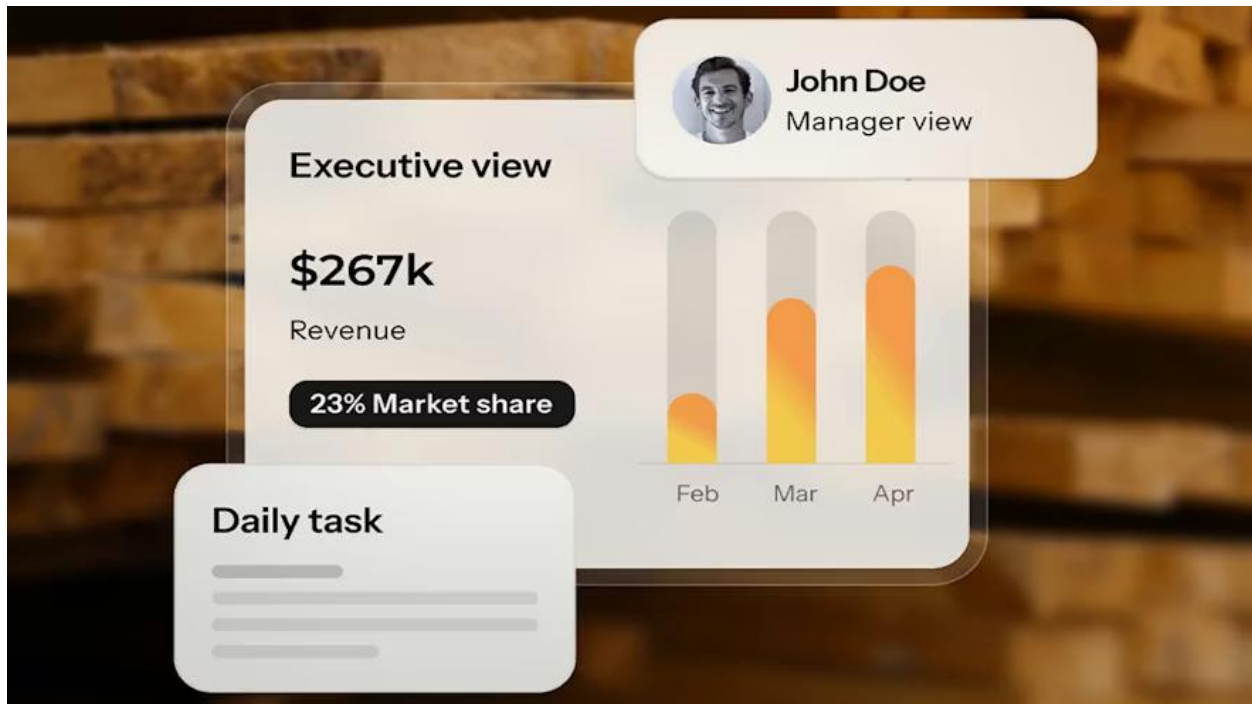 John Doe
Manager view
Executive view
$267k
Revenue
23% Market share
Feb Mar Apr
Daily task